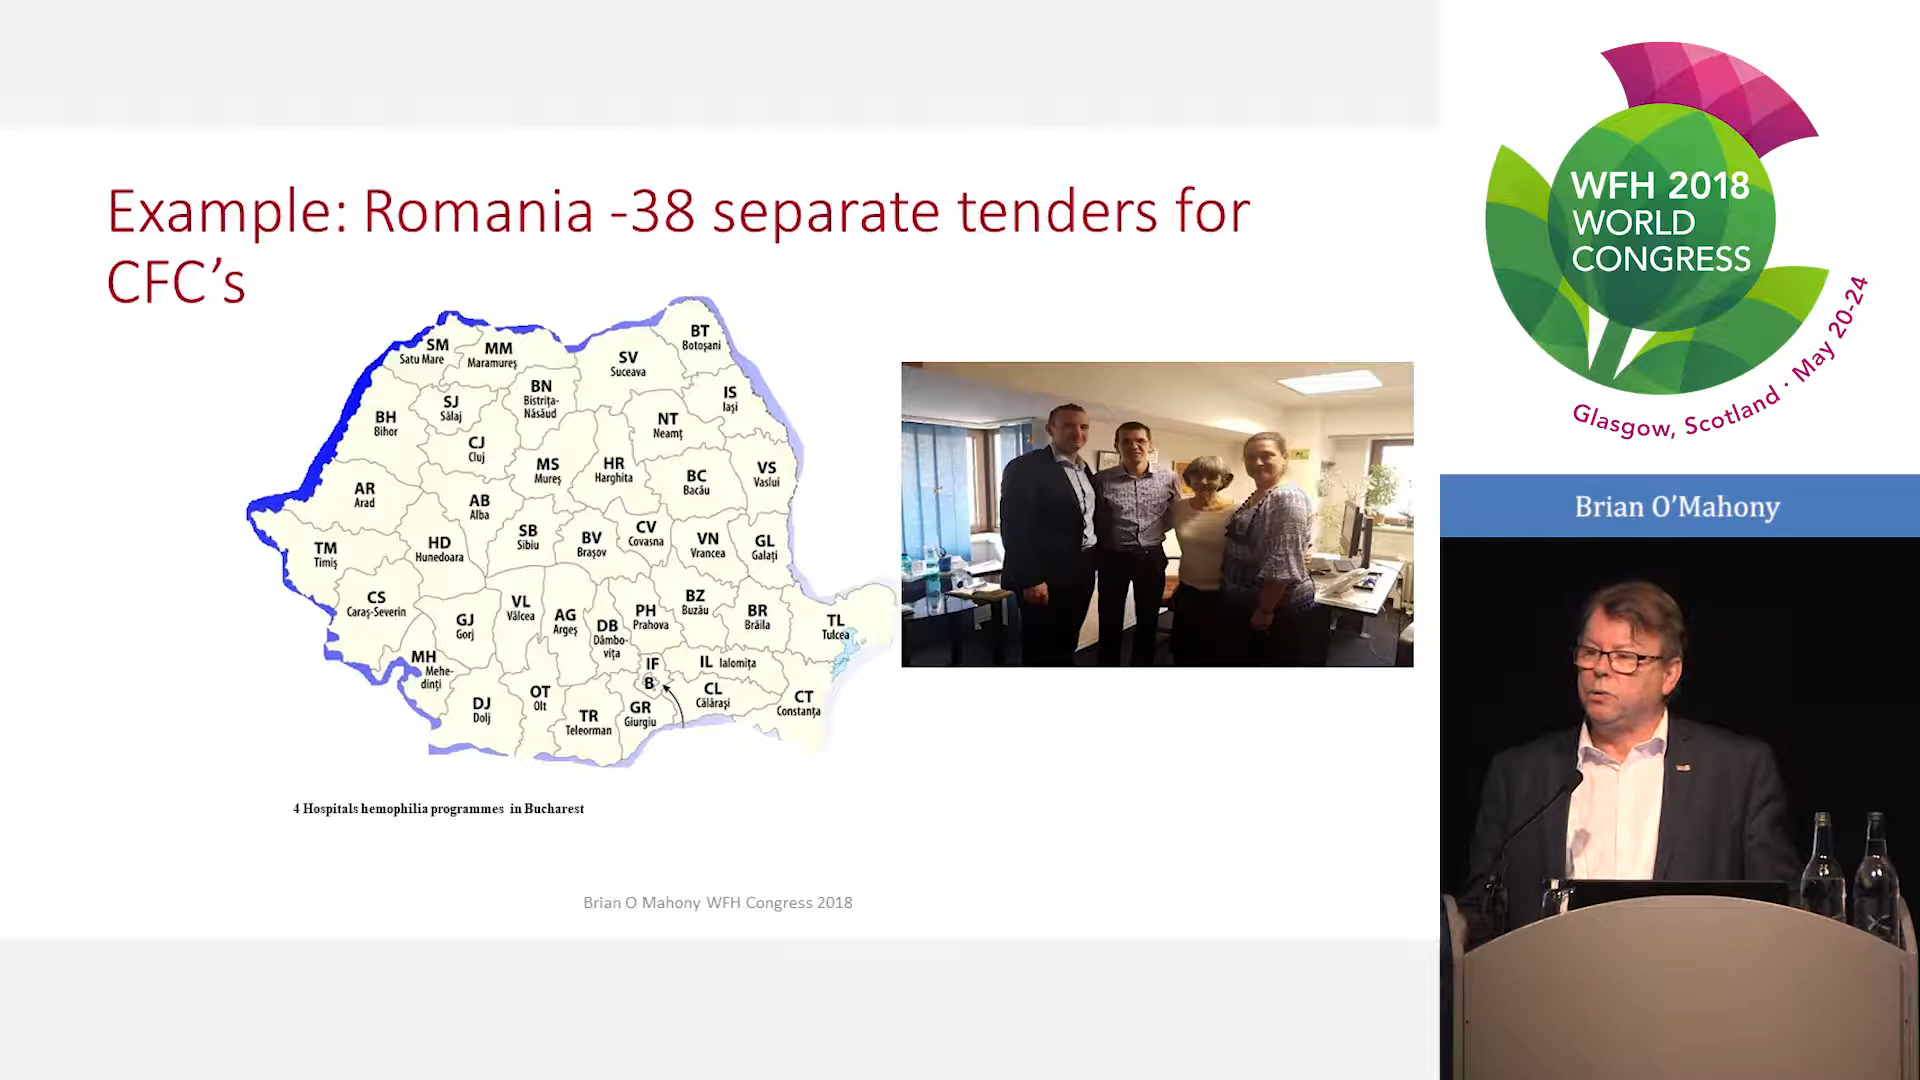 Example: Romania -38 separate tenders for
CFC’s
SM
Satu Mare
MM
Maramureș
SV
Suceava
BT
Botoșani
BN
Bistrița-
Năsăud
SJ
Sălaj
IS
Iași
BH
Bihor
NT
Neamț
CJ
Cluj
MS
Mureș
HR
Harghita
BC
Bacău
VS
Vaslui
AR
Arad
AB
Alba
SB
Sibiu
BV
Brașov
CV
Covasna
VN
Vrancea
GL
Galați
TM
Timiș
HD
Hunedoara
CS
Caraș-Severin
GJ
Gorj
VL
Vâlcea
AG
Argeș
DB
Dâmbo-
vița
PH
Prahova
BZ
Buzău
BR
Brăila
TL
Tulcea
MH
Mehe-
dinți
IF
B
IL Ialomița
CL
Călărași
DJ
Dolj
OT
Olt
TR
Teleorman
GR
Giurgiu
CT
Constanța
4 Hospitals hemophilia programmes in Bucharest
Brian O Mahony WFH Congress 2018
WFH 2018
WORLD
CONGRESS
Glasgow, Scotland · May 20-24
Brian O’Mahony